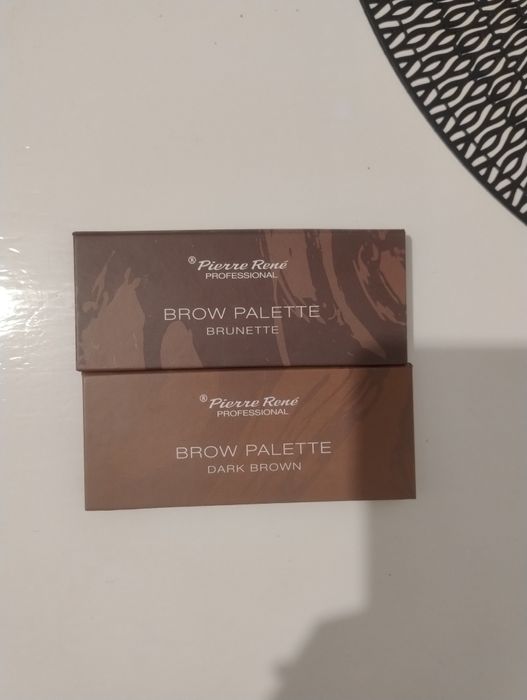 ® Pierre René
PROFESSIONAL
BROW PALETTE
BRUNETTE
® Pierre René
PROFESSIONAL
BROW PALETTE
DARK BROWN